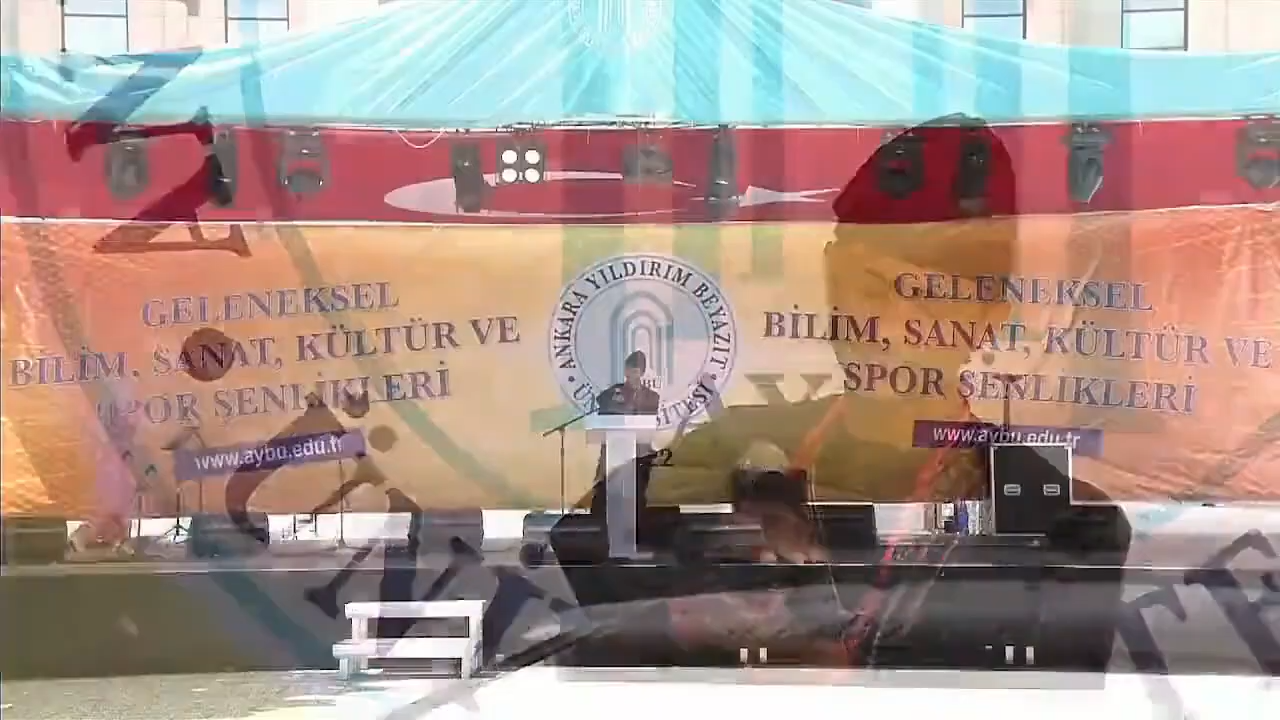 GELENEKSEL
BİLİM, SANAT, KÜLTÜR VE
SPOR ŞENLİKLERİ
www.aybu.edu.tr
ANKARA YILDIRIM BEYAZIT
GELENEKSEL
BİLİM, SANAT, KÜLTÜR VE
SPOR ŞENLİKLERİ
www.aybu.edu.tr